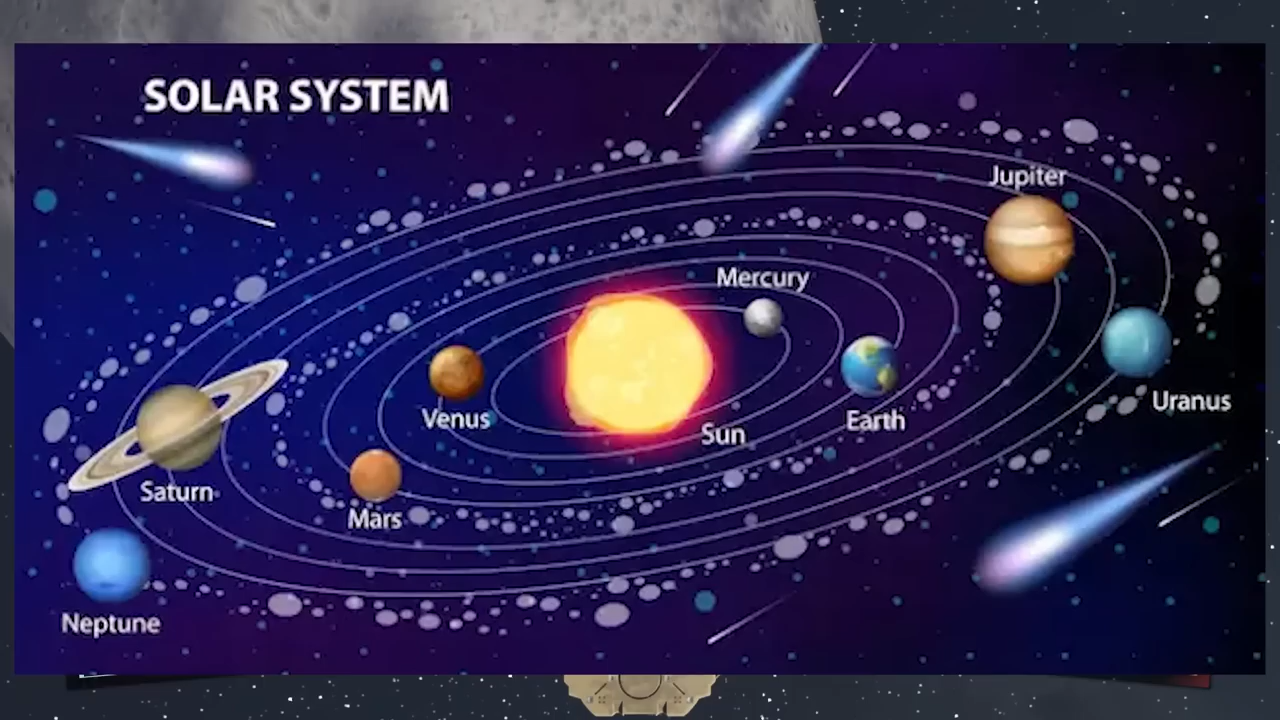 SOLAR SYSTEM
Jupiter
Mercury
Uranus
Venus
Earth
Sun
Saturn
Mars
Neptune